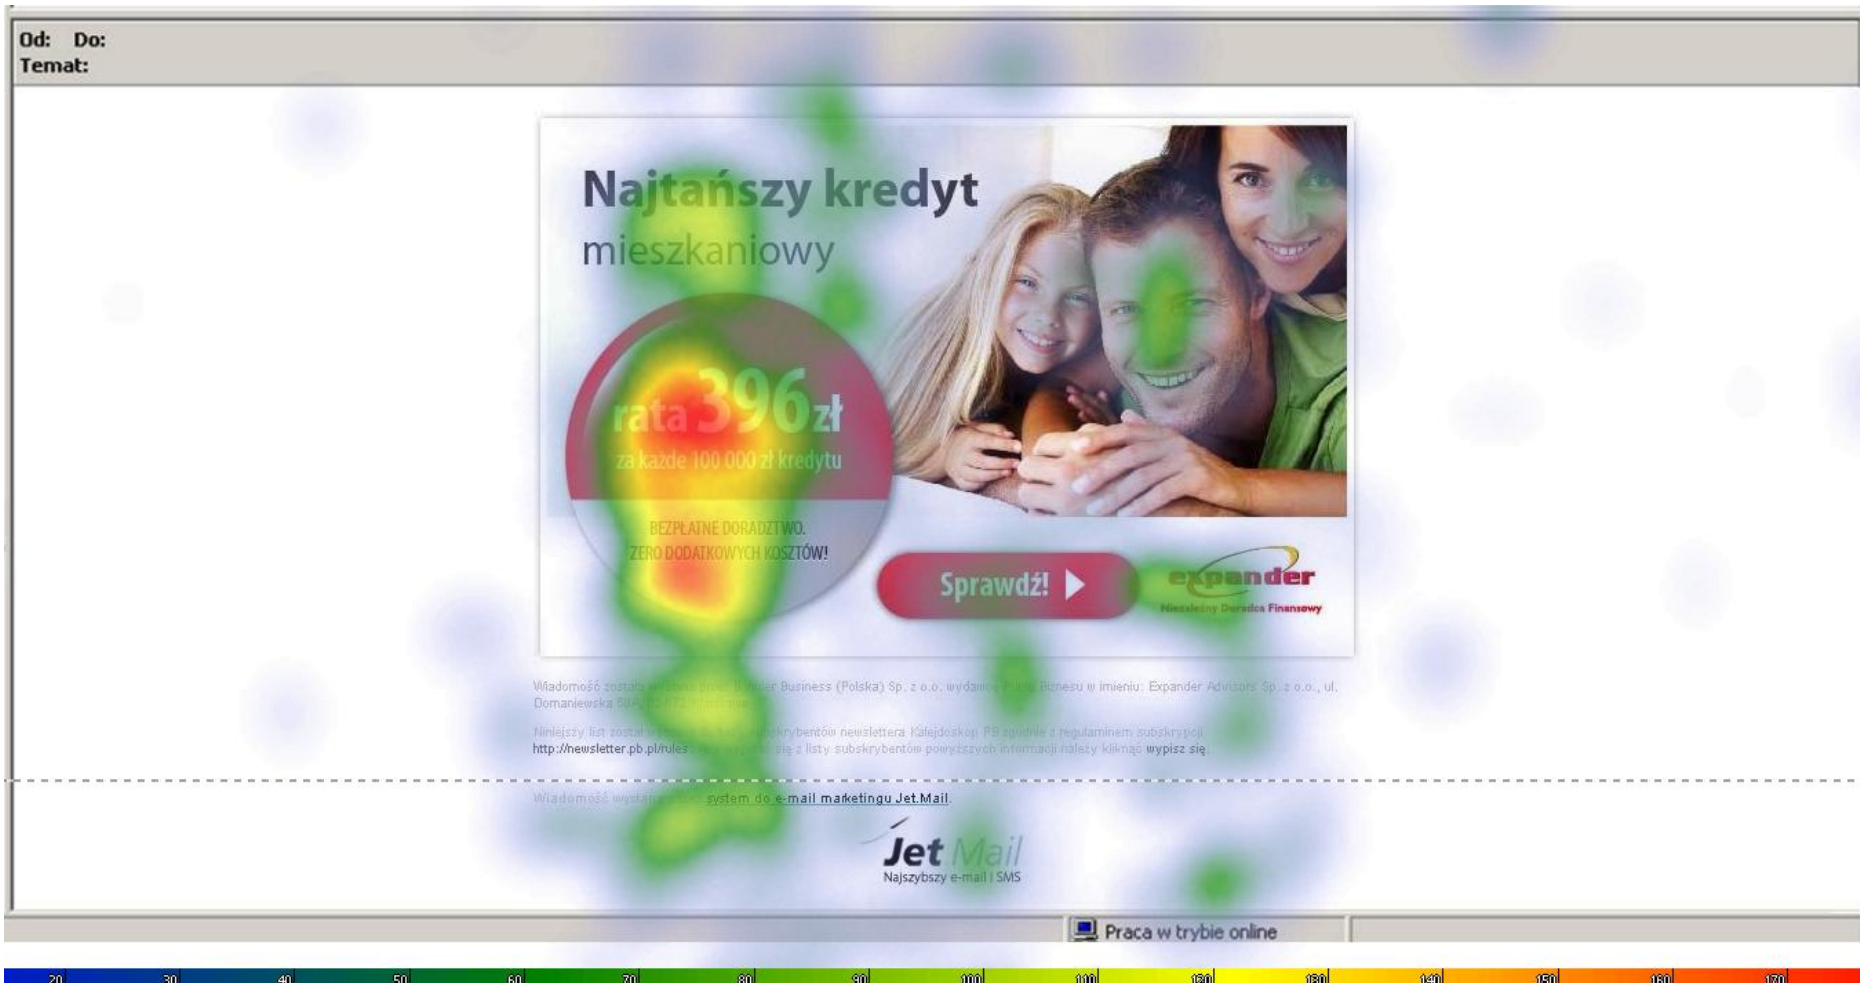 Od: Do:
Temat:
Najtańszy kredyt
mieszkaniowy
rata 396 zł
za każde 100 000 zł kredytu
BEZPŁATNE DORADZTWO.
ZERO DODATKOWYCH KOSZTÓW!
Sprawdź!
expander
Niezależny Doradca Finansowy
Wiadomość została Business (Polska) Sp. z o.o. wydawcę Biznesu w imieniu: Expander Advisors Sp. z o.o., ul.
Domaniewska
Niniejszy list został subskrybentów newslettera Kalejdoskop PB zgodnie z regulaminem subskrypcji
http://newsletter.pb.pl/rules się z listy subskrybentów powyższych informacji należy kliknąć wypisz się.
Wiadomość system do e-mail marketingu Jet.Mail.
Jet Mail
Najszybszy e-mail i SMS
Praca w trybie online
20 30 40 50 60 70 80 90 100 110 120 130 140 150 160 170